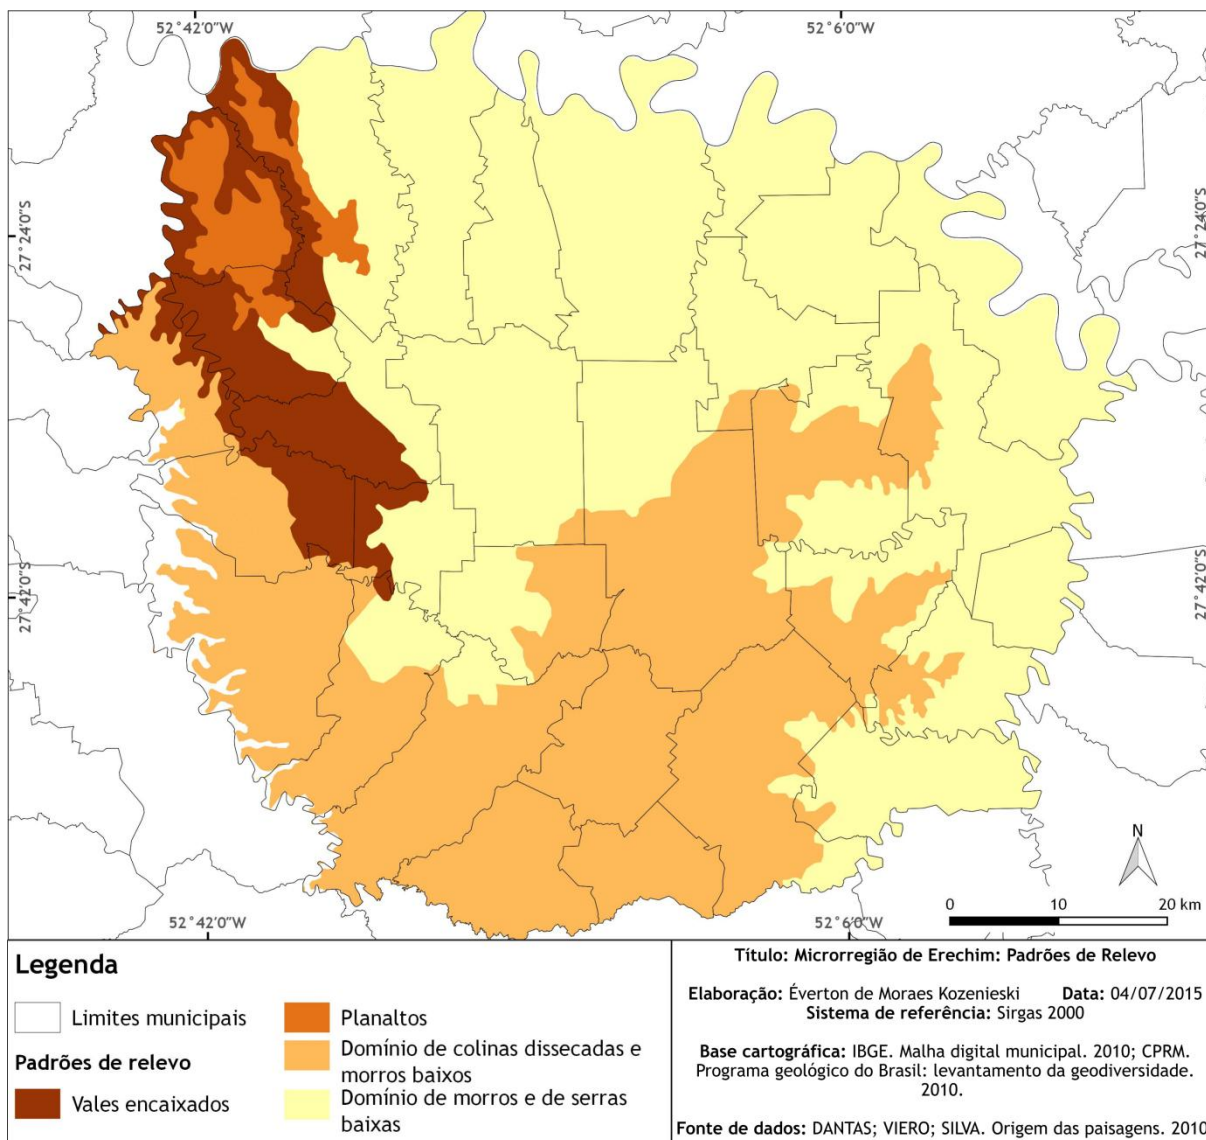 52°42'0"W
52°6'0"W
27°24'0"S
27°24'0"S
27°42'0"S
27°42'0"S
N
0 10 20 km
52°42'0"W
52°6'0"W
Legenda
Limites municipais
Padrões de relevo
Vales encaixados
Planaltos
Domínio de colinas dissecadas e
morros baixos
Domínio de morros e de serras
baixas
Título: Microrregião de Erechim: Padrões de Relevo
Elaboração: Éverton de Moraes Kozenieski Data: 04/07/2015
Sistema de referência: Sirgas 2000
Base cartográfica: IBGE. Malha digital municipal. 2010; CPRM.
Programa geológico do Brasil: levantamento da geodiversidade.
2010.
Fonte de dados: DANTAS; VIERO; SILVA. Origem das paisagens. 2010